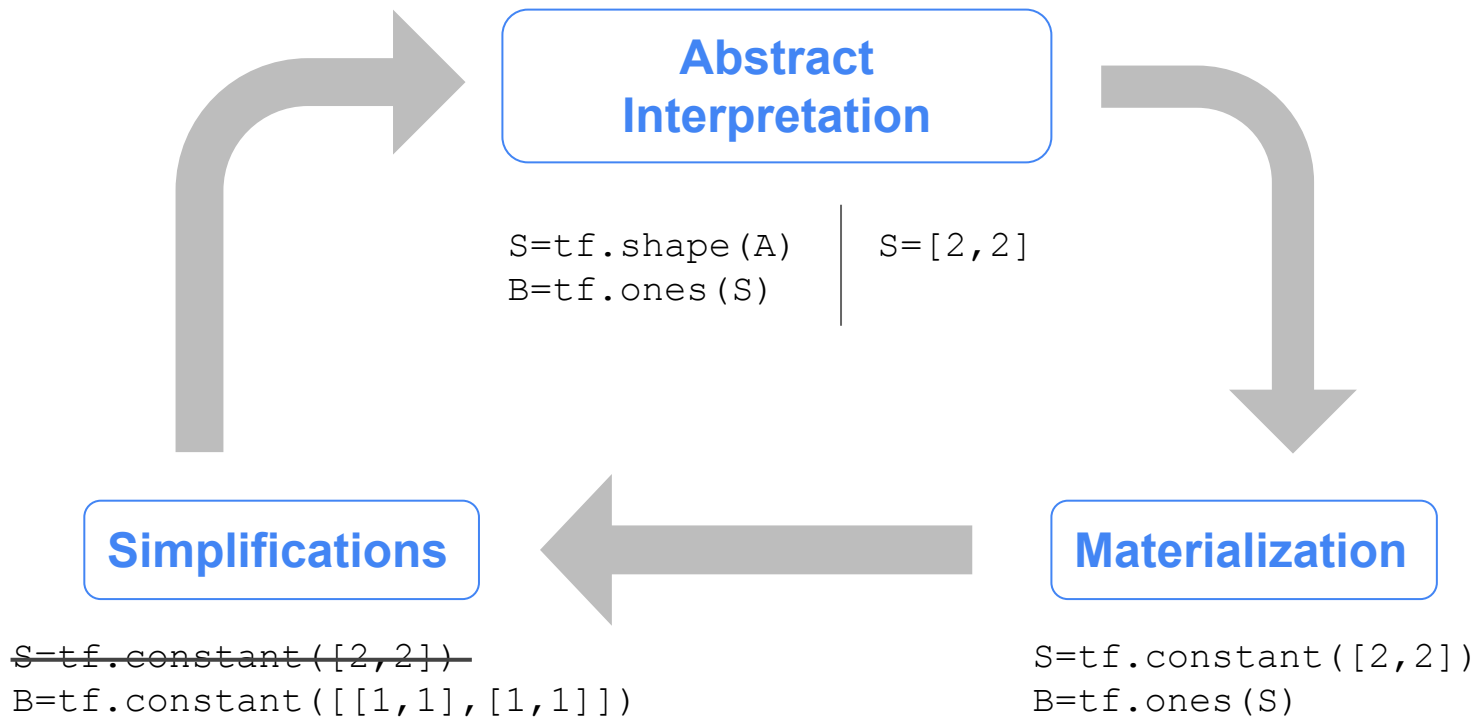 Abstract
Interpretation
S=tf.shape(A)
B=tf.ones(S)
S=[2,2]
Simplifications
S=tf.constant([2,2])
B=tf.constant([[1,1],[1,1]])
Materialization
S=tf.constant([2,2])
B=tf.ones(S)